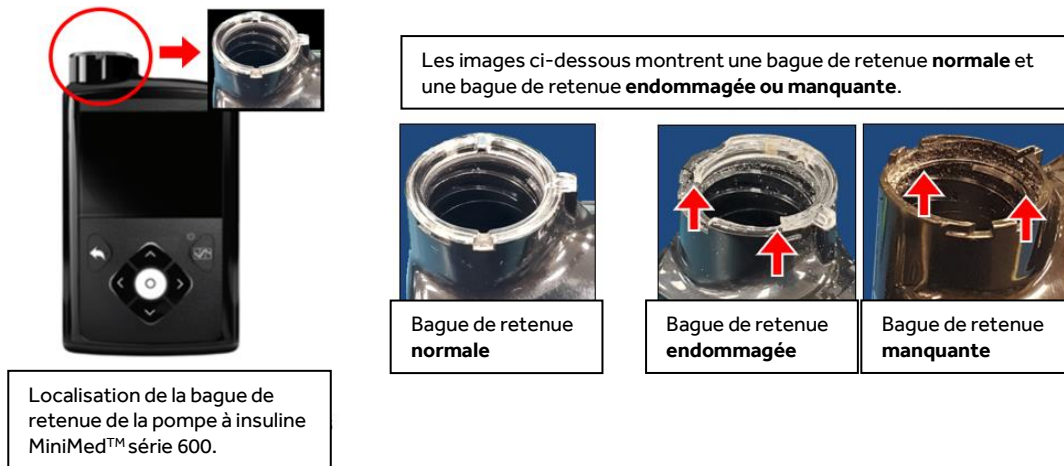 Les images ci-dessous montrent une bague de retenue normale et
une bague de retenue endommagée ou manquante.
Bague de retenue
normale
Bague de retenue
endommagée
Bague de retenue
manquante
Localisation de la bague de
retenue de la pompe à insuline
MiniMed™ série 600.